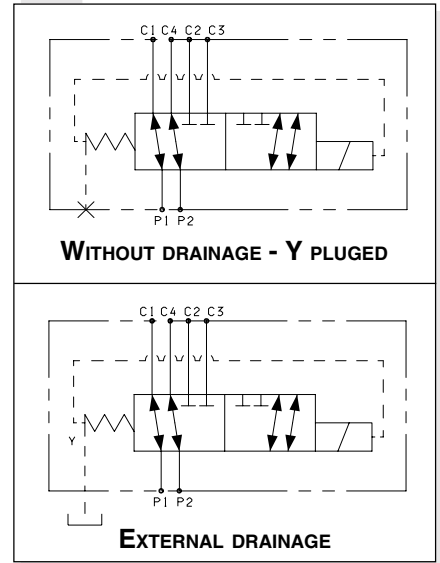 C1 C4 C2 C3
P1 P2
WITHOUT DRAINAGE - Y PLUGED
C1 C4 C2 C3
Y
P1 P2
EXTERNAL DRAINAGE